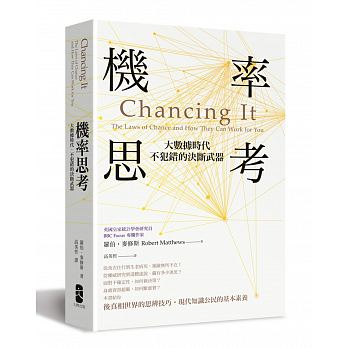 Chancing It
The Laws of Chance
and How They Can Work for You
機率思考
大數據時代 不犯錯的決斷武器
羅伯・麥修斯 著
高英哲 譯
機率
Chancing It
The Laws of Chance and How They Can Work for You
思考
大數據時代
不犯錯的決斷武器
英國皇家統計學會研究員
BBC Focus 專欄作家
羅伯・麥修斯 Robert Matthews 著
高英哲 譯
後真相世界的思辨技巧，現代知識公民的基本素養